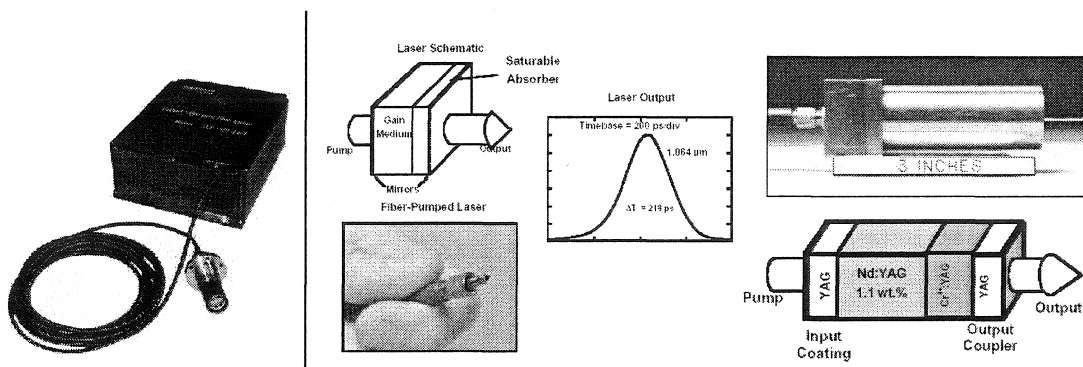 Laser Schematic
Saturable
Absorber
Gain
Medium
Pump
Output
Mirrors
Fiber-Pumped Laser
Laser Output
Timebase = 200 ps/div
1.064 µm
ΔT = 218 ps
3 INCHES
Pump
YAG
Nd:YAG
1.1 wt.%
Cr⁴⁺:YAG
YAG
Output
Input
Coating
Output
Coupler